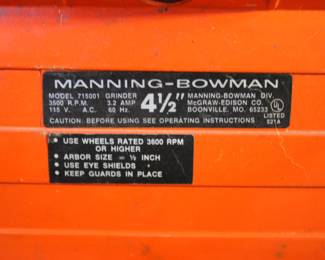 MANNING-BOWMAN
MODEL 715001 GRINDER
3500 R.P.M. 3.2 AMP
115 V. A.C. 60 Hz.
4½"
MANNING-BOWMAN DIV.
McGRAW-EDISON CO.
BOONVILLE, MO. 65233
UL
LISTED
521A
CAUTION: BEFORE USING SEE OPERATING INSTRUCTIONS
• USE WHEELS RATED 3600 RPM
OR HIGHER
• ARBOR SIZE = ½ INCH
• USE EYE SHIELDS
• KEEP GUARDS IN PLACE